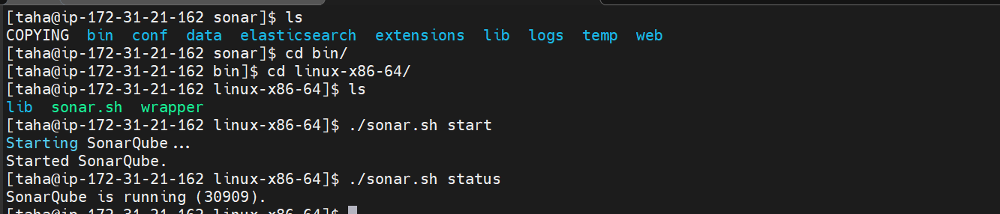 [taha@ip-172-31-21-162 sonar]$ ls
COPYING bin conf data elasticsearch extensions lib logs temp web
[taha@ip-172-31-21-162 sonar]$ cd bin/
[taha@ip-172-31-21-162 bin]$ cd linux-x86-64/
[taha@ip-172-31-21-162 linux-x86-64]$ ls
lib sonar.sh wrapper
[taha@ip-172-31-21-162 linux-x86-64]$ ./sonar.sh start
Starting SonarQube...
Started SonarQube.
[taha@ip-172-31-21-162 linux-x86-64]$ ./sonar.sh status
SonarQube is running (30909).
[taha@ip-172-31-21-162 linux-x86-64]$